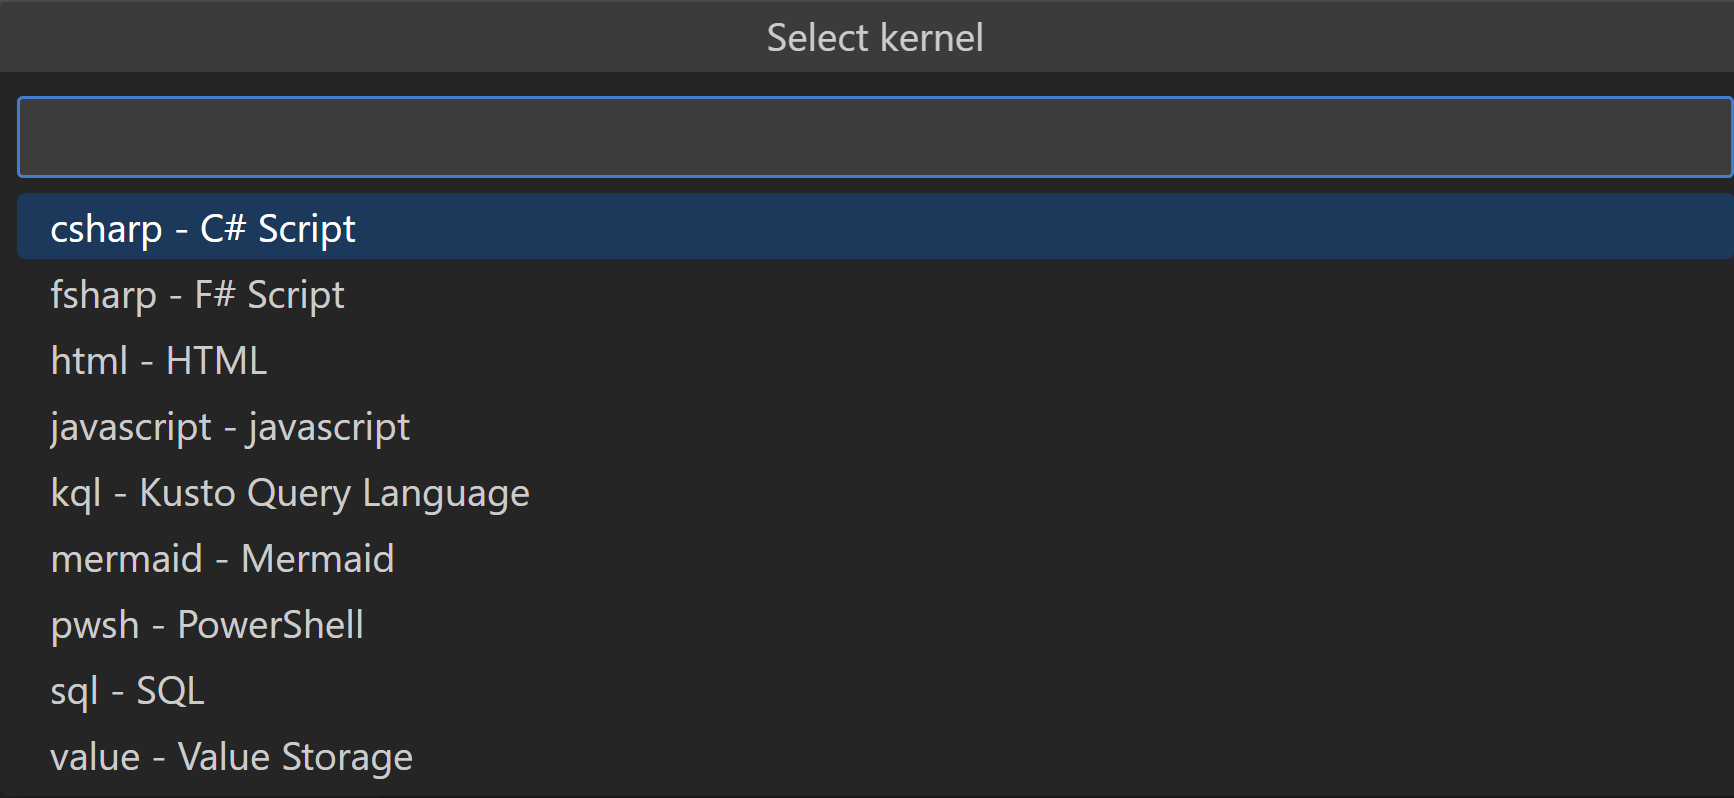 Select kernel
csharp - C# Script
fsharp - F# Script
html - HTML
javascript - javascript
kql - Kusto Query Language
mermaid - Mermaid
pwsh - PowerShell
sql - SQL
value - Value Storage